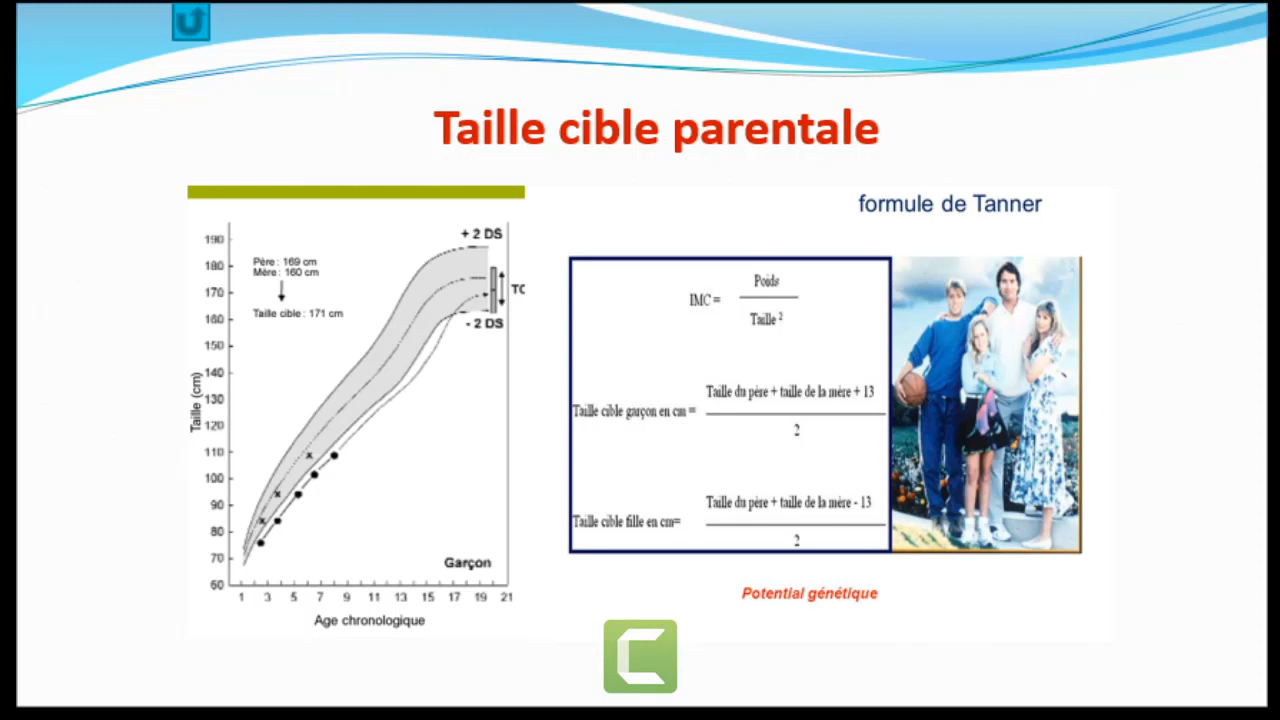 Taille cible parentale
formule de Tanner
+ 2 DS
Père : 169 cm
Mère : 160 cm
Taille cible : 171 cm
TC
- 2 DS
190
180
170
160
150
140
130
120
110
100
90
80
70
60
Taille (cm)
Garçon
1 3 5 7 9 11 13 15 17 19 21
Age chronologique
IMC = Poids
Taille 2
Taille cible garçon en cm = Taille du père + taille de la mère + 13
2
Taille cible fille en cm= Taille du père + taille de la mère - 13
2
Potential génétique